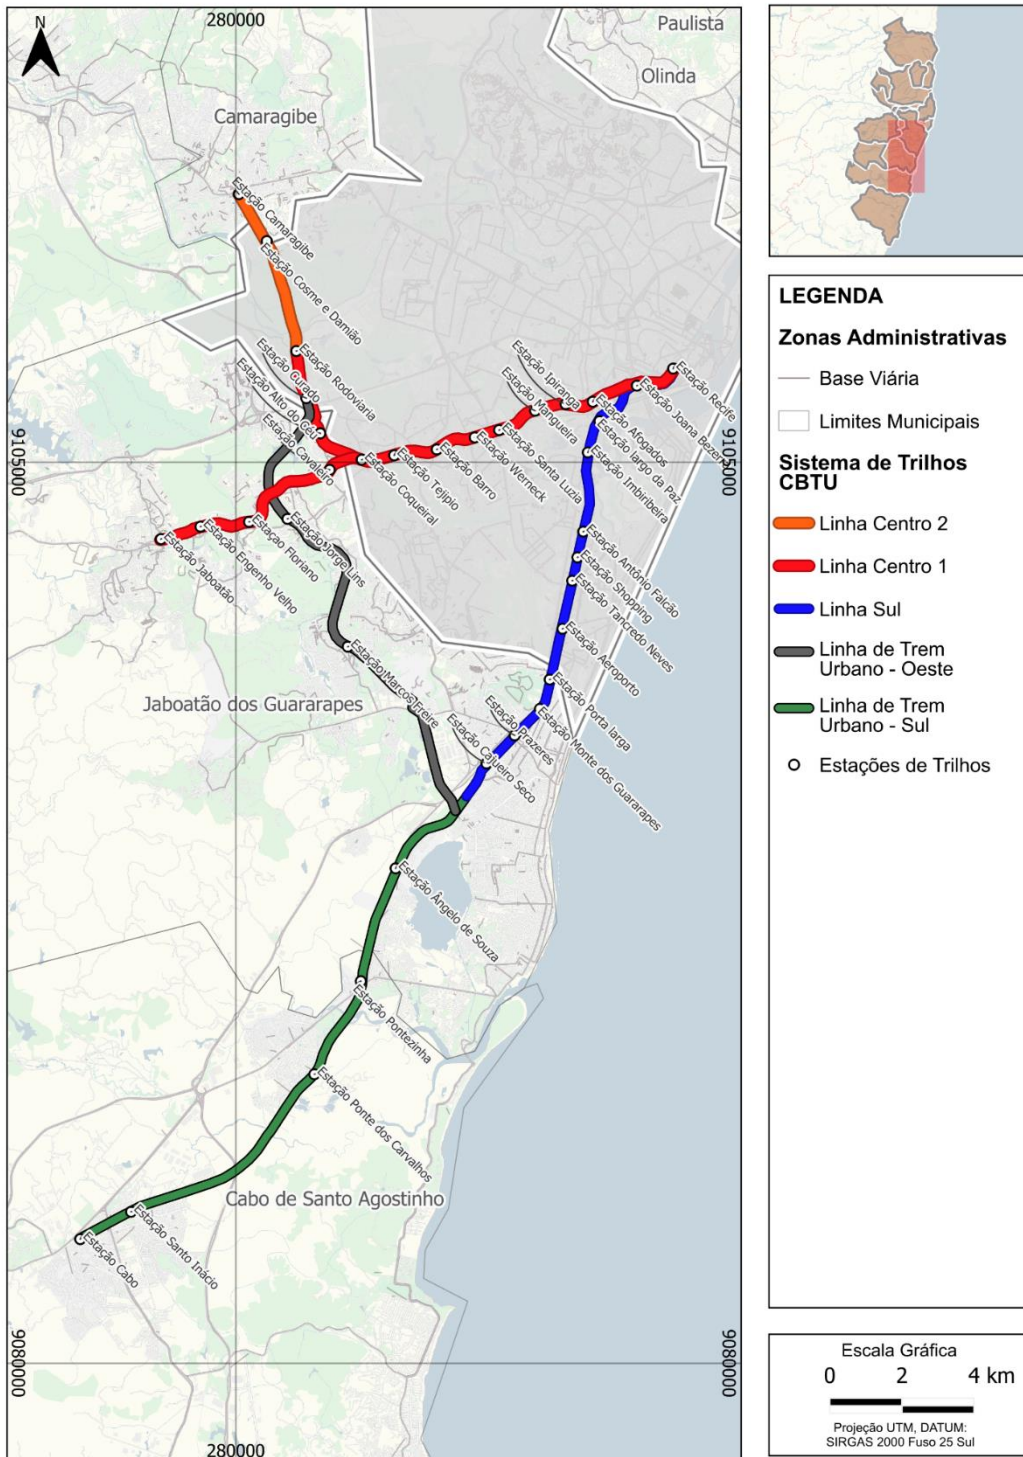 280000
Paulista
N
Olinda
Camaragibe
Estação Camaragibe
Estação Cosme e Damião
Estação Rodoviaria
Estação Curado
Estação Alto do Céu
Estação Cavaleiro
Estação Recife
Estação Joana Bezerra
Estação Ipiranga
Estação Afogados
Estação Mangueira
Estação largo da Paz
Estação Santa Luzia
Estação Imbiribeira
Estação Werneck
Estação Barro
Estação Tejipio
Estação Coqueiral
9105000
9105000
Estação Jaboatão
Estação Engenho Velho
Estação Floriano
Estação Jorge Lins
Estação Antônio Falcão
Estação Shopping
Estação Tancredo Neves
Estação Aeroporto
Estação Marcos Freire
Estação Porta larga
Jaboatão dos Guararapes
Estação Monte dos Guararapes
Estação Prazeres
Estação Cajueiro Seco
Estação Ângelo de Souza
Estação Pontezinha
Estação Ponte dos Carvalhos
Cabo de Santo Agostinho
Estação Santo Inácio
Estação Cabo
9080000
9080000
280000
LEGENDA
Zonas Administrativas
Base Viária
Limites Municipais
Sistema de Trilhos
CBTU
Linha Centro 2
Linha Centro 1
Linha Sul
Linha de Trem
Urbano - Oeste
Linha de Trem
Urbano - Sul
Estações de Trilhos
Escala Gráfica
0 2 4 km
Projeção UTM, DATUM:
SIRGAS 2000 Fuso 25 Sul